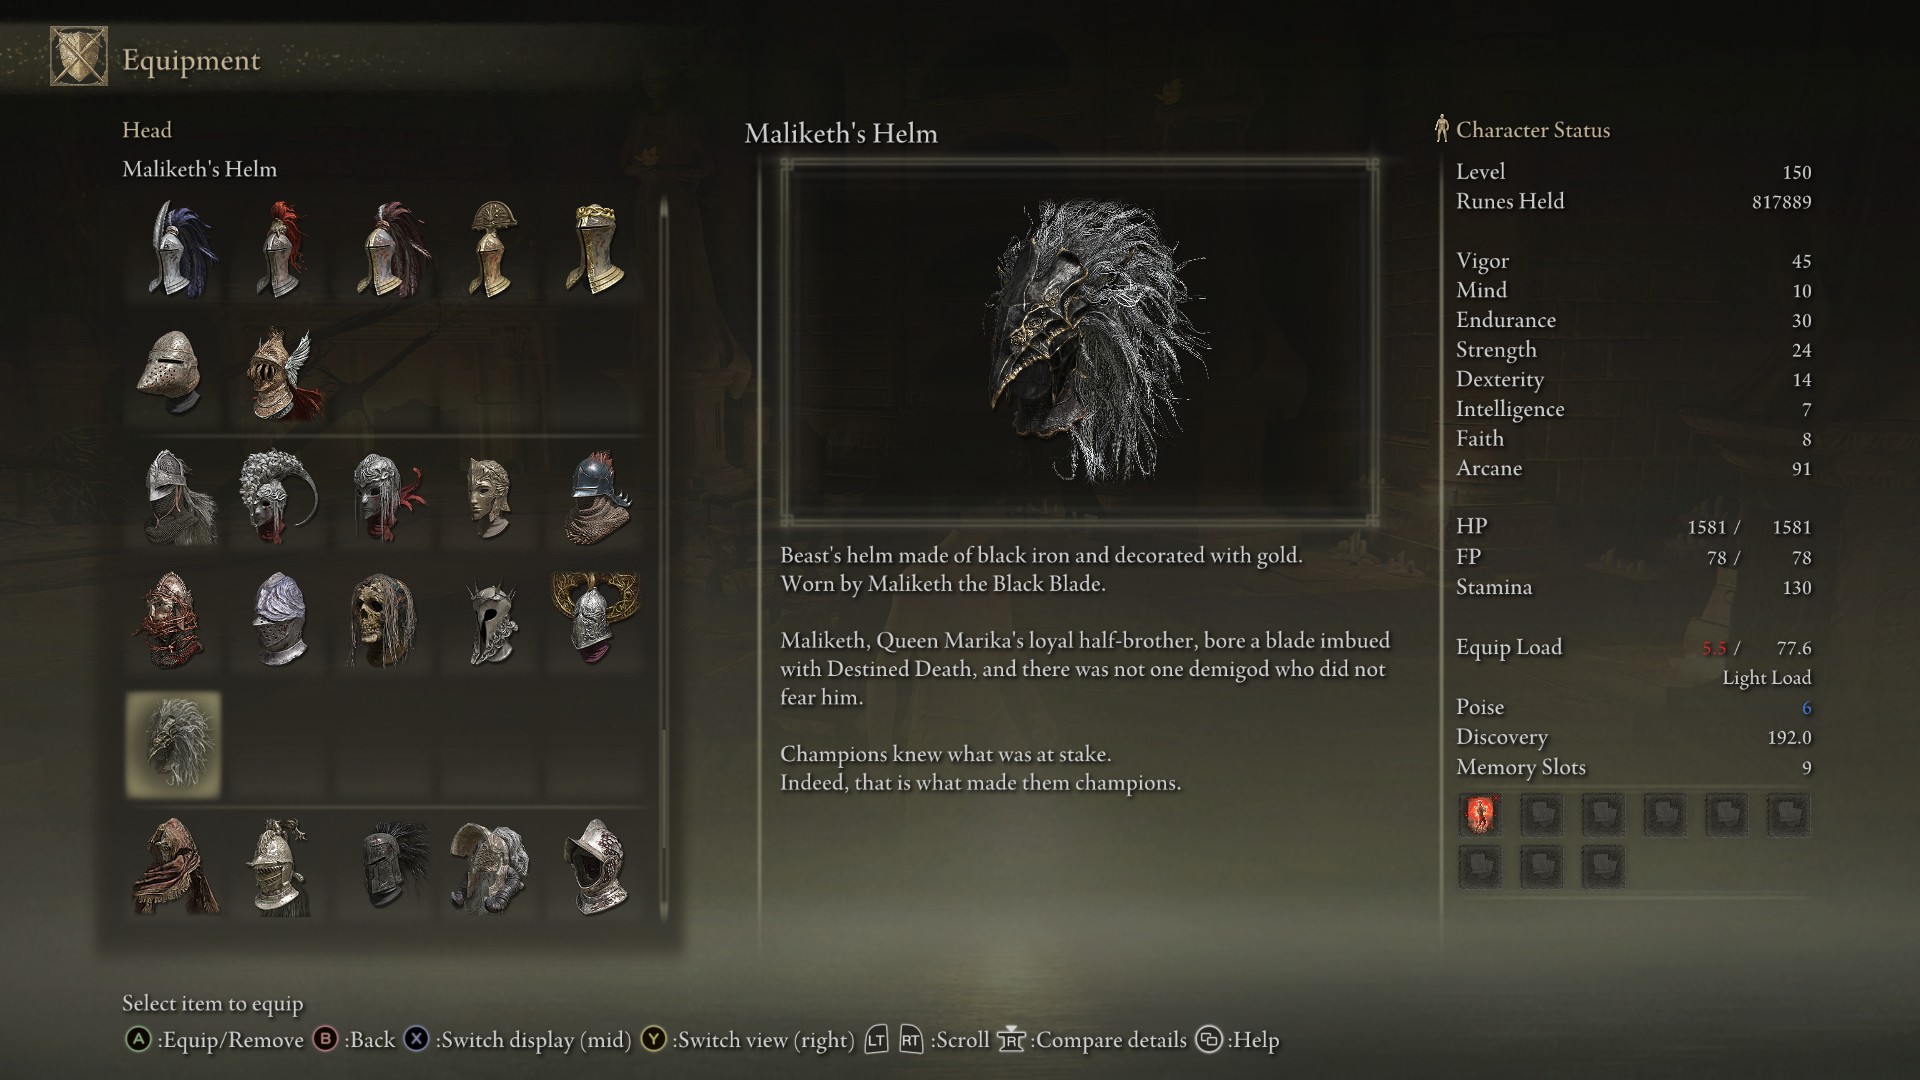 Equipment
Head
Maliketh's Helm
Maliketh's Helm
Beast's helm made of black iron and decorated with gold.
Worn by Maliketh the Black Blade.
Maliketh, Queen Marika's loyal half-brother, bore a blade imbued
with Destined Death, and there was not one demigod who did not
fear him.
Champions knew what was at stake.
Indeed, that is what made them champions.
Character Status
Level 150
Runes Held 817889
Vigor 45
Mind 10
Endurance 30
Strength 24
Dexterity 14
Intelligence 7
Faith 8
Arcane 91
HP 1581 / 1581
FP 78 / 78
Stamina 130
Equip Load 5.5 / 77.6
Light Load
Poise 6
Discovery 192.0
Memory Slots 9
Select item to equip
A :Equip/Remove B :Back X :Switch display (mid) Y :Switch view (right) LT RT :Scroll R :Compare details :Help